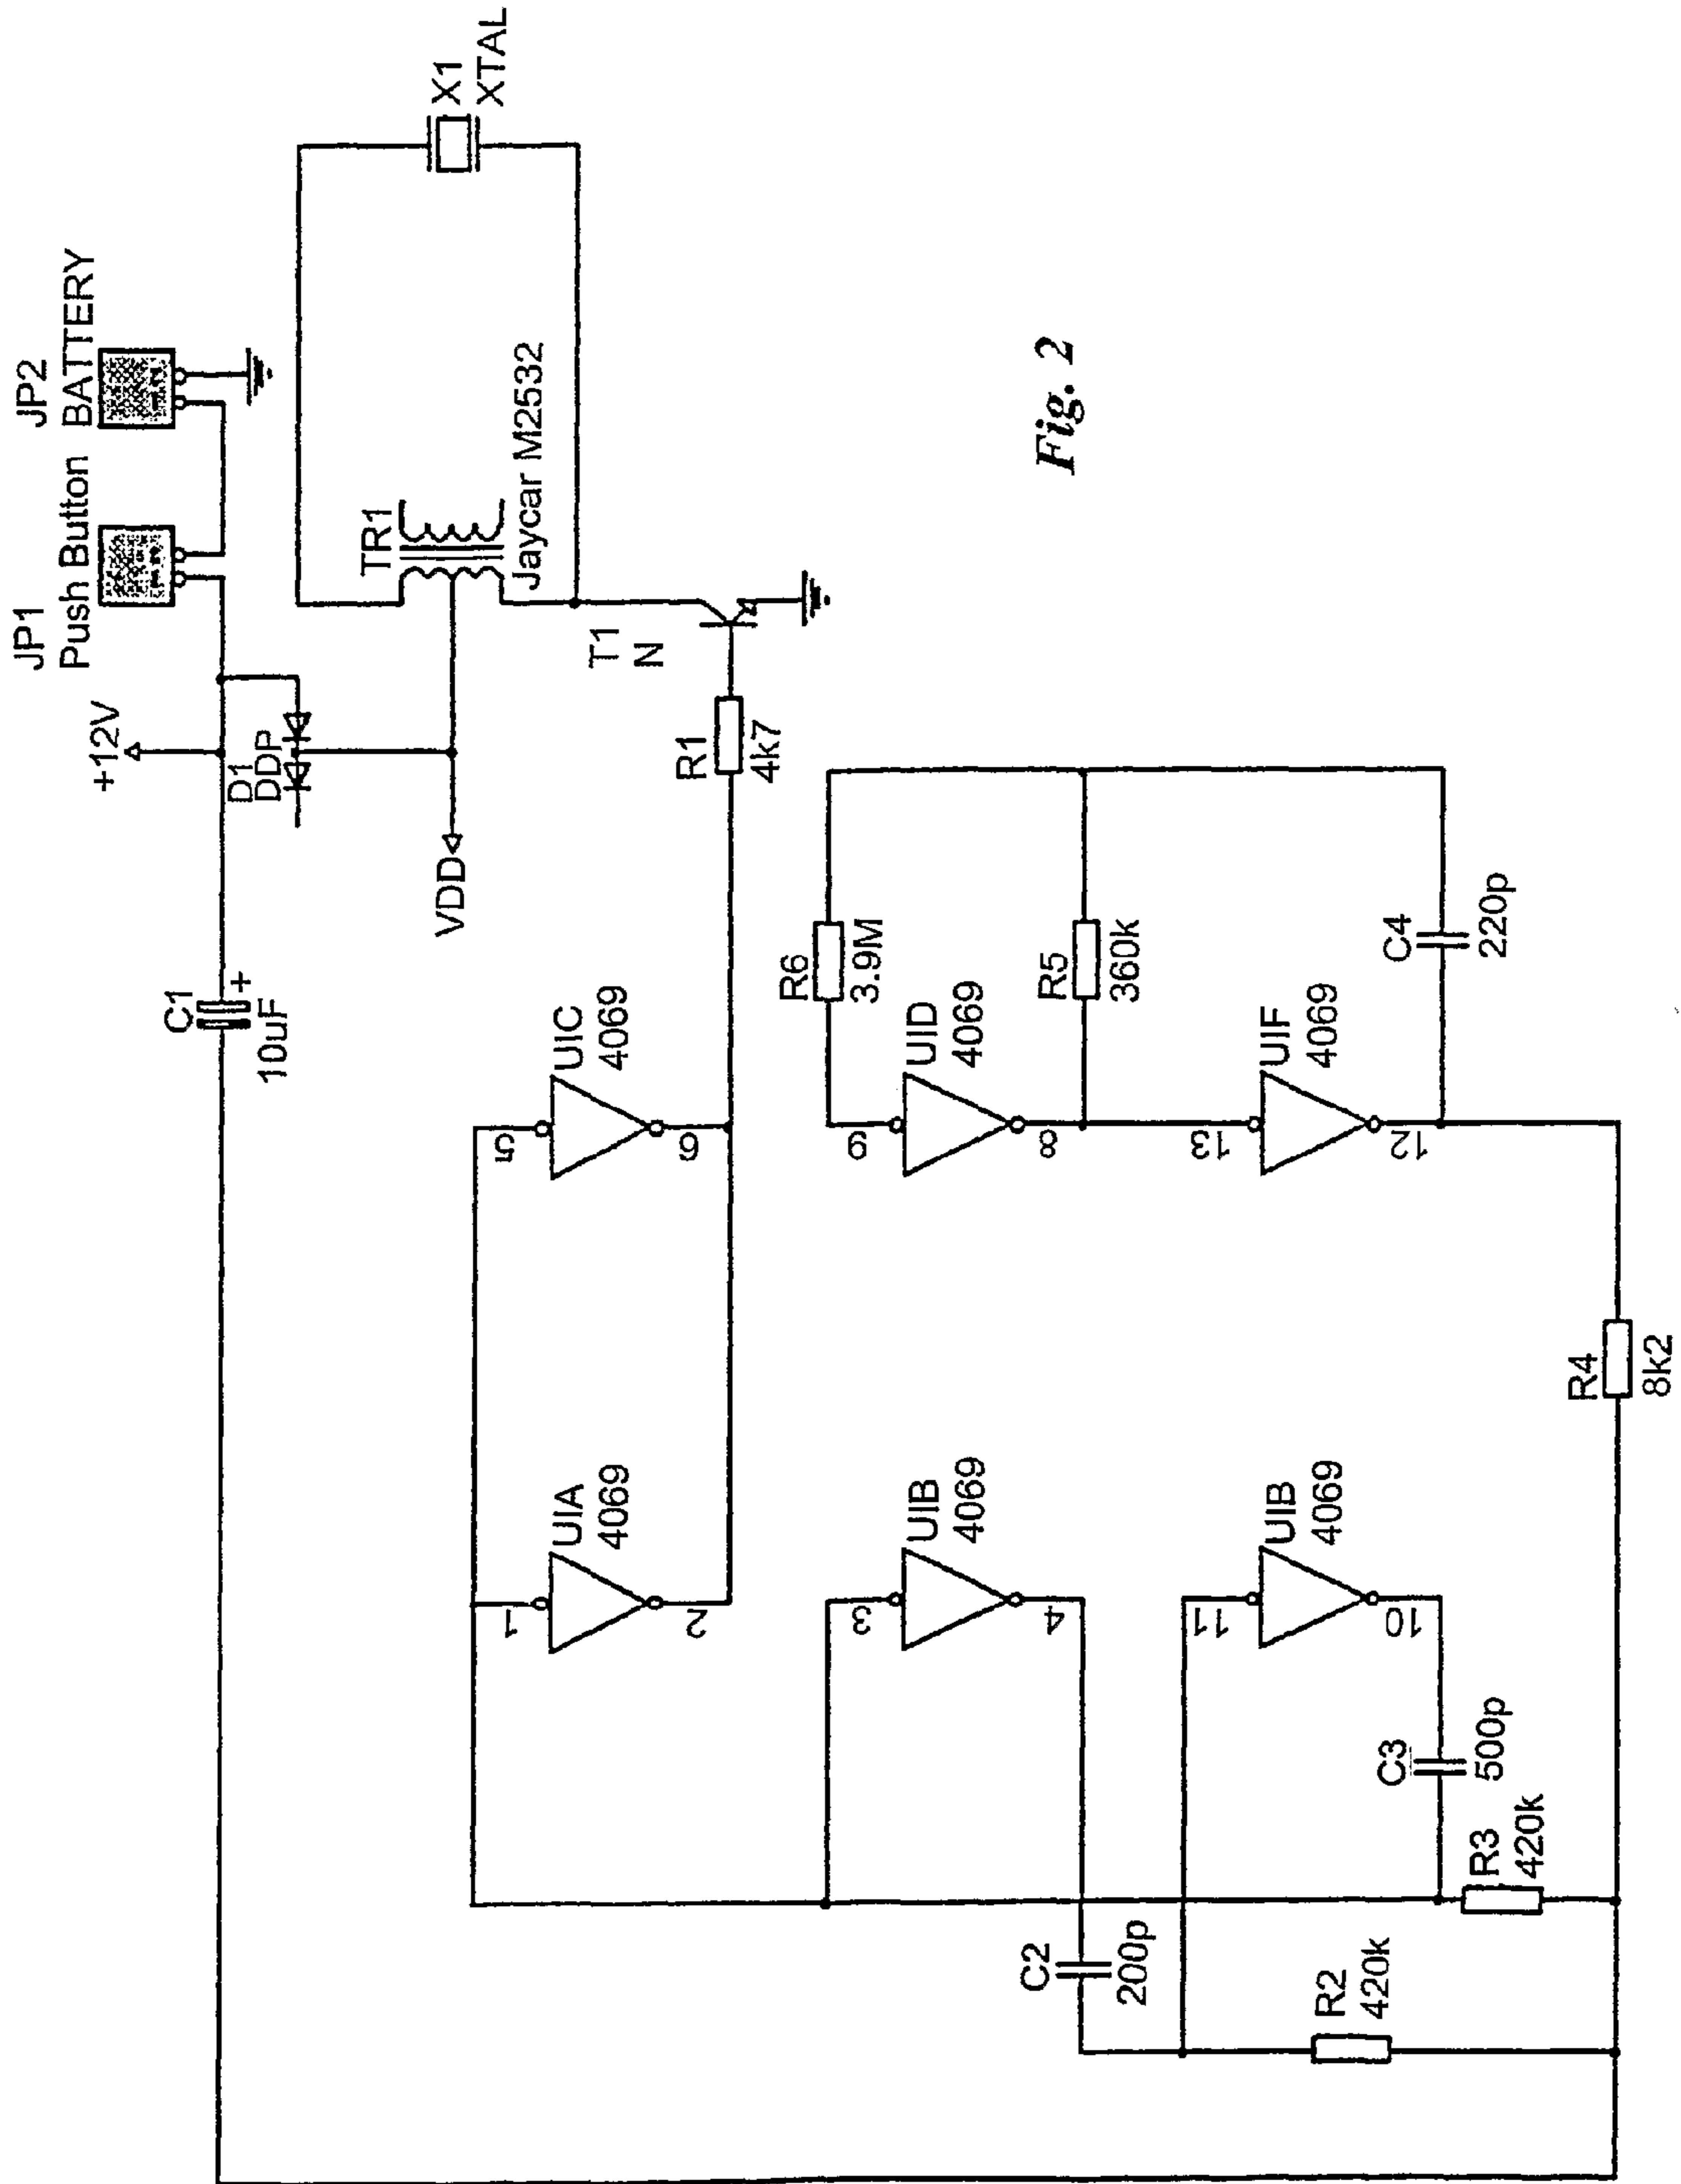 JP1
Push Button
JP2
BATTERY
+12V
D1
DDP
VDD
C1
+
10uF
TR1
Jaycar M2532
X1
XTAL
T1
N
R1
4k7
UIC
4069
5
6
UIA
4069
1
2
R6
3.9M
UID
4069
9
8
R5
360k
UIF
4069
13
12
C4
220p
UIB
4069
3
4
UIB
4069
11
10
C2
200p
C3
500p
R3
420k
R2
420k
R4
8k2
Fig. 2